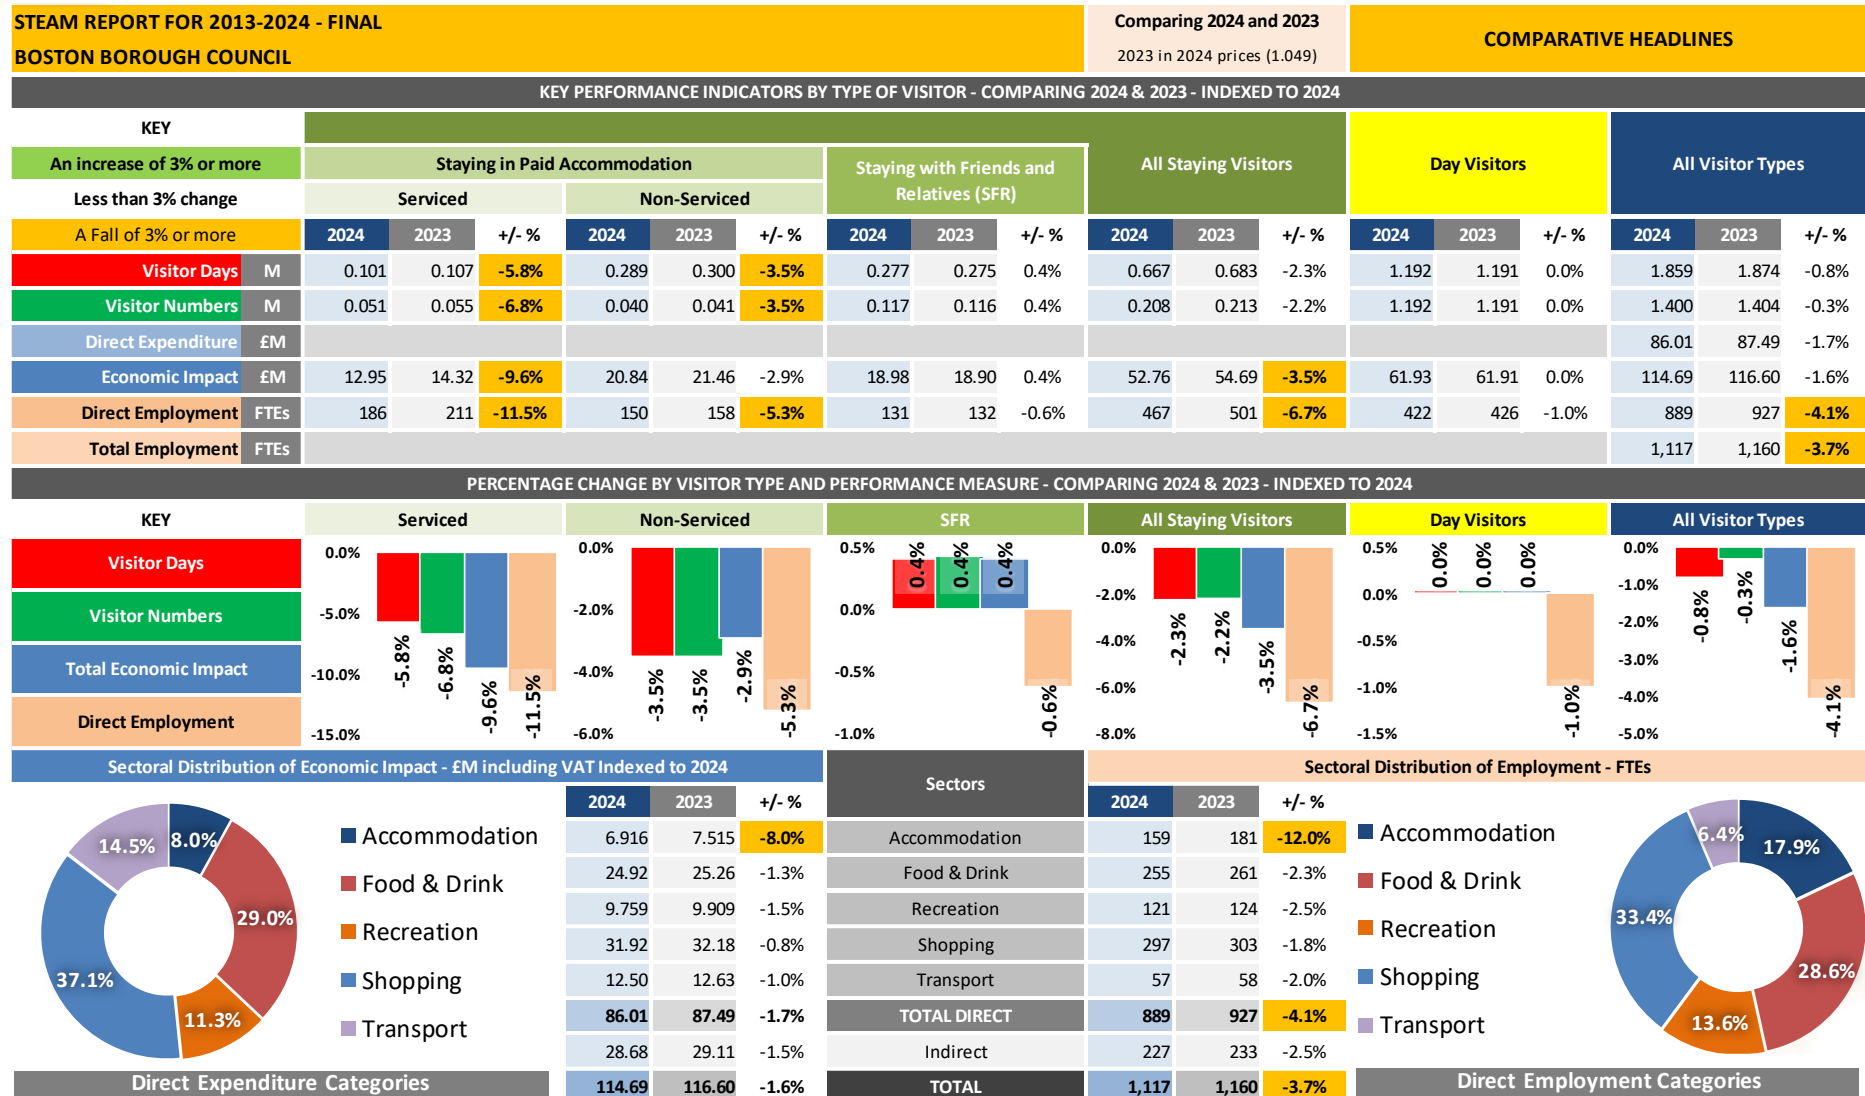 STEAM REPORT FOR 2013-2024 - FINAL
BOSTON BOROUGH COUNCIL
Comparing 2024 and 2023
2023 in 2024 prices (1.049)
COMPARATIVE HEADLINES
KEY PERFORMANCE INDICATORS BY TYPE OF VISITOR - COMPARING 2024 & 2023 - INDEXED TO 2024
KEY
An increase of 3% or more
Less than 3% change
A Fall of 3% or more
Staying in Paid Accommodation
Serviced
Non-Serviced
Staying with Friends and
Relatives (SFR)
All Staying Visitors
Day Visitors
All Visitor Types
2024 2023 +/- % 2024 2023 +/- % 2024 2023 +/- % 2024 2023 +/- % 2024 2023 +/- % 2024 2023 +/- %
Visitor Days M 0.101 0.107 -5.8% 0.289 0.300 -3.5% 0.277 0.275 0.4% 0.667 0.683 -2.3% 1.192 1.191 0.0% 1.859 1.874 -0.8%
Visitor Numbers M 0.051 0.055 -6.8% 0.040 0.041 -3.5% 0.117 0.116 0.4% 0.208 0.213 -2.2% 1.192 1.191 0.0% 1.400 1.404 -0.3%
Direct Expenditure £M 86.01 87.49 -1.7%
Economic Impact £M 12.95 14.32 -9.6% 20.84 21.46 -2.9% 18.98 18.90 0.4% 52.76 54.69 -3.5% 61.93 61.91 0.0% 114.69 116.60 -1.6%
Direct Employment FTEs 186 211 -11.5% 150 158 -5.3% 131 132 -0.6% 467 501 -6.7% 422 426 -1.0% 889 927 -4.1%
Total Employment FTEs 1,117 1,160 -3.7%
PERCENTAGE CHANGE BY VISITOR TYPE AND PERFORMANCE MEASURE - COMPARING 2024 & 2023 - INDEXED TO 2024
KEY
Visitor Days
Visitor Numbers
Total Economic Impact
Direct Employment
Serviced
0.0%
-5.0%
-10.0%
-15.0%
-5.8%
-6.8%
-9.6%
-11.5%
Non-Serviced
0.0%
-2.0%
-4.0%
-6.0%
-3.5%
-3.5%
-2.9%
-5.3%
SFR
0.5%
0.0%
-0.5%
-1.0%
0.4%
0.4%
0.4%
-0.6%
All Staying Visitors
0.0%
-2.0%
-4.0%
-6.0%
-8.0%
-2.3%
-2.2%
-3.5%
-6.7%
Day Visitors
0.5%
0.0%
-0.5%
-1.0%
-1.5%
0.0%
0.0%
0.0%
-1.0%
All Visitor Types
0.0%
-1.0%
-2.0%
-3.0%
-4.0%
-5.0%
-0.8%
-0.3%
-1.6%
-4.1%
Sectoral Distribution of Economic Impact - £M including VAT Indexed to 2024
Sectors
Sectoral Distribution of Employment - FTEs
8.0%
29.0%
11.3%
37.1%
14.5%
Accommodation
Food & Drink
Recreation
Shopping
Transport
Direct Expenditure Categories
2024 2023 +/- % 2024 2023 +/- %
6.916 7.515 -8.0% Accommodation 159 181 -12.0%
24.92 25.26 -1.3% Food & Drink 255 261 -2.3%
9.759 9.909 -1.5% Recreation 121 124 -2.5%
31.92 32.18 -0.8% Shopping 297 303 -1.8%
12.50 12.63 -1.0% Transport 57 58 -2.0%
86.01 87.49 -1.7% TOTAL DIRECT 889 927 -4.1%
28.68 29.11 -1.5% Indirect 227 233 -2.5%
114.69 116.60 -1.6% TOTAL 1,117 1,160 -3.7%
Accommodation
Food & Drink
Recreation
Shopping
Transport
17.9%
28.6%
13.6%
33.4%
6.4%
Direct Employment Categories